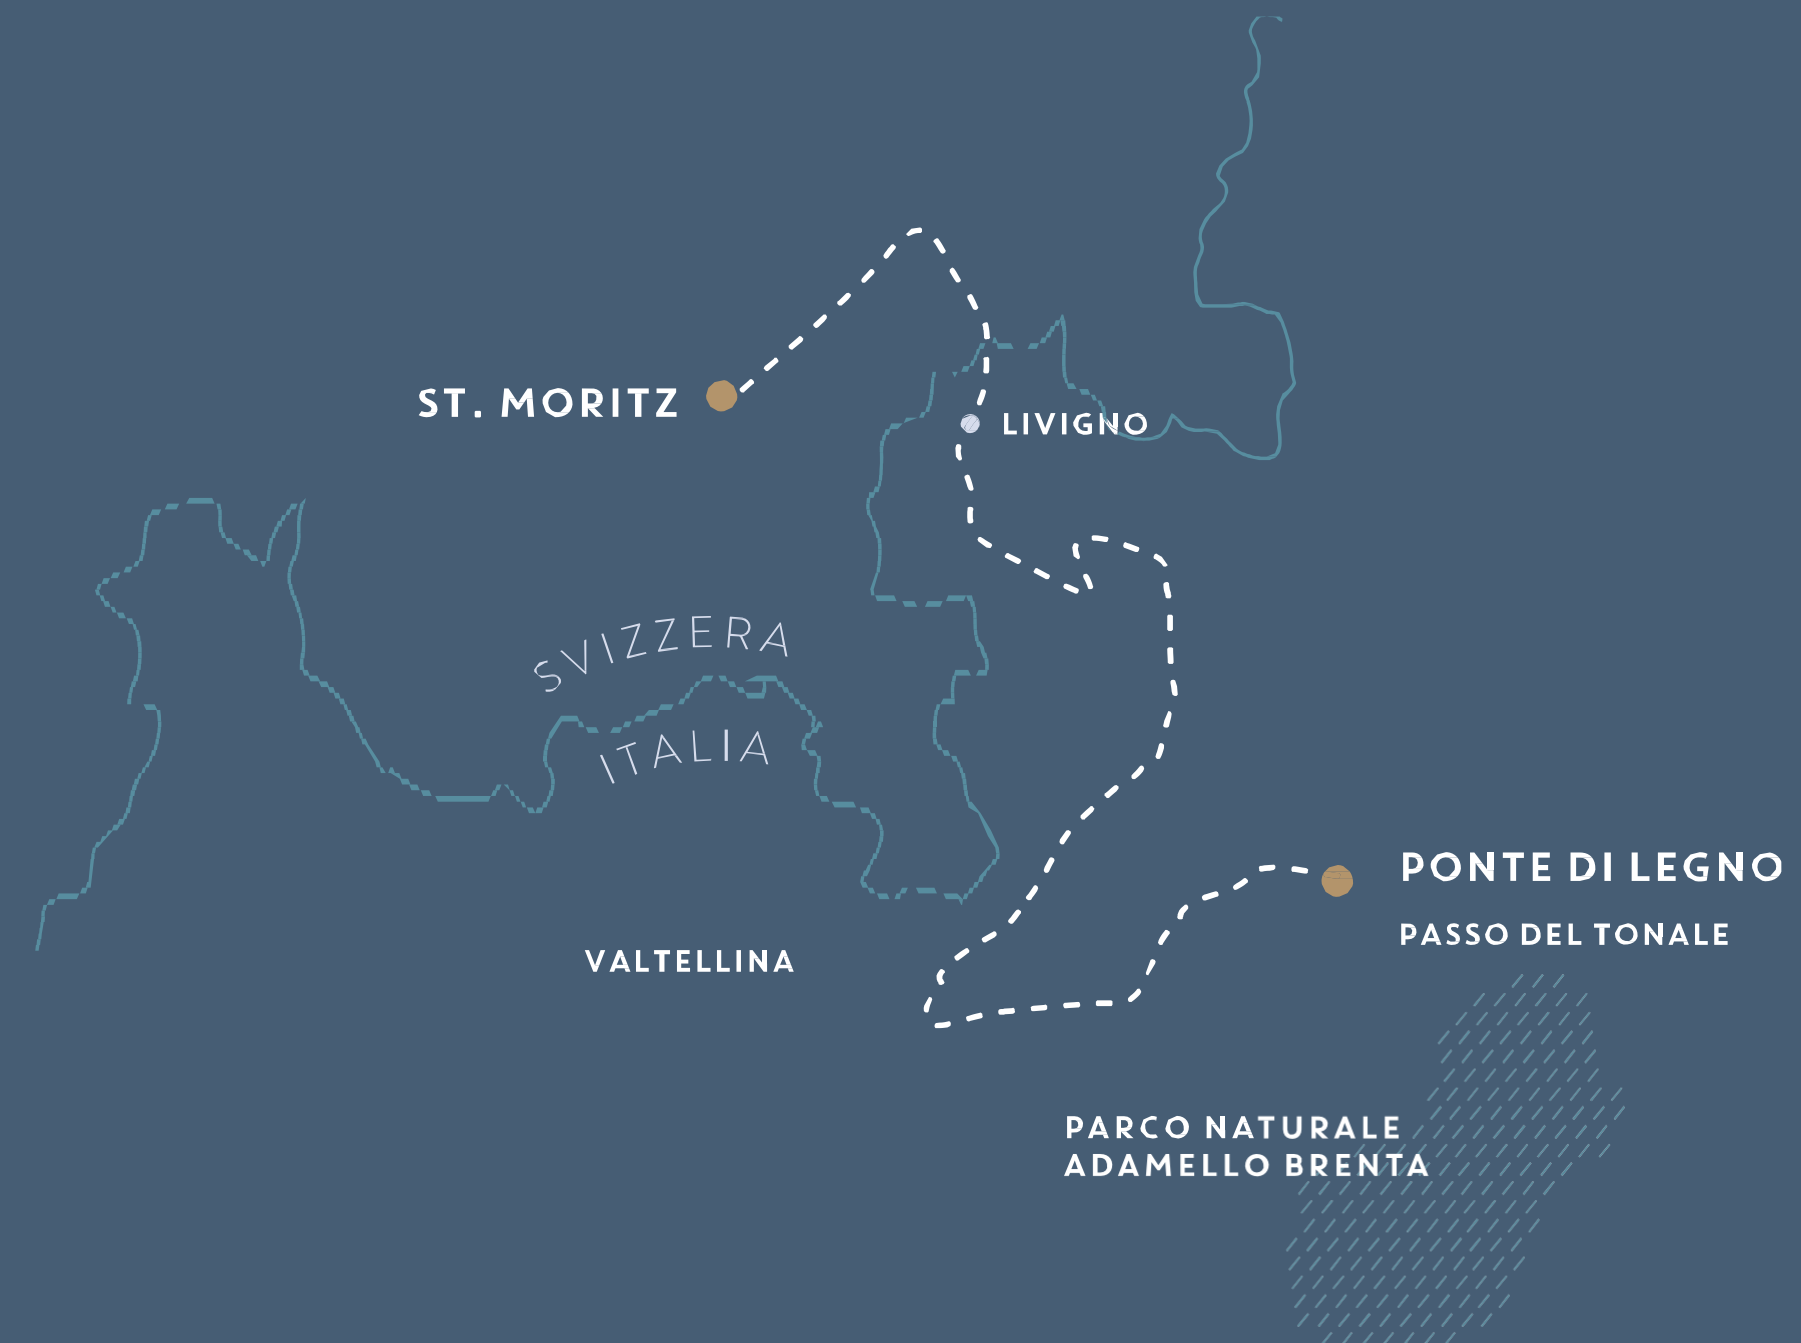 ST. MORITZ
LIVIGNO
SVIZZERA
ITALIA
PONTE DI LEGNO
PASSO DEL TONALE
VALTELLINA
PARCO NATURALE
ADAMELLO BRENTA